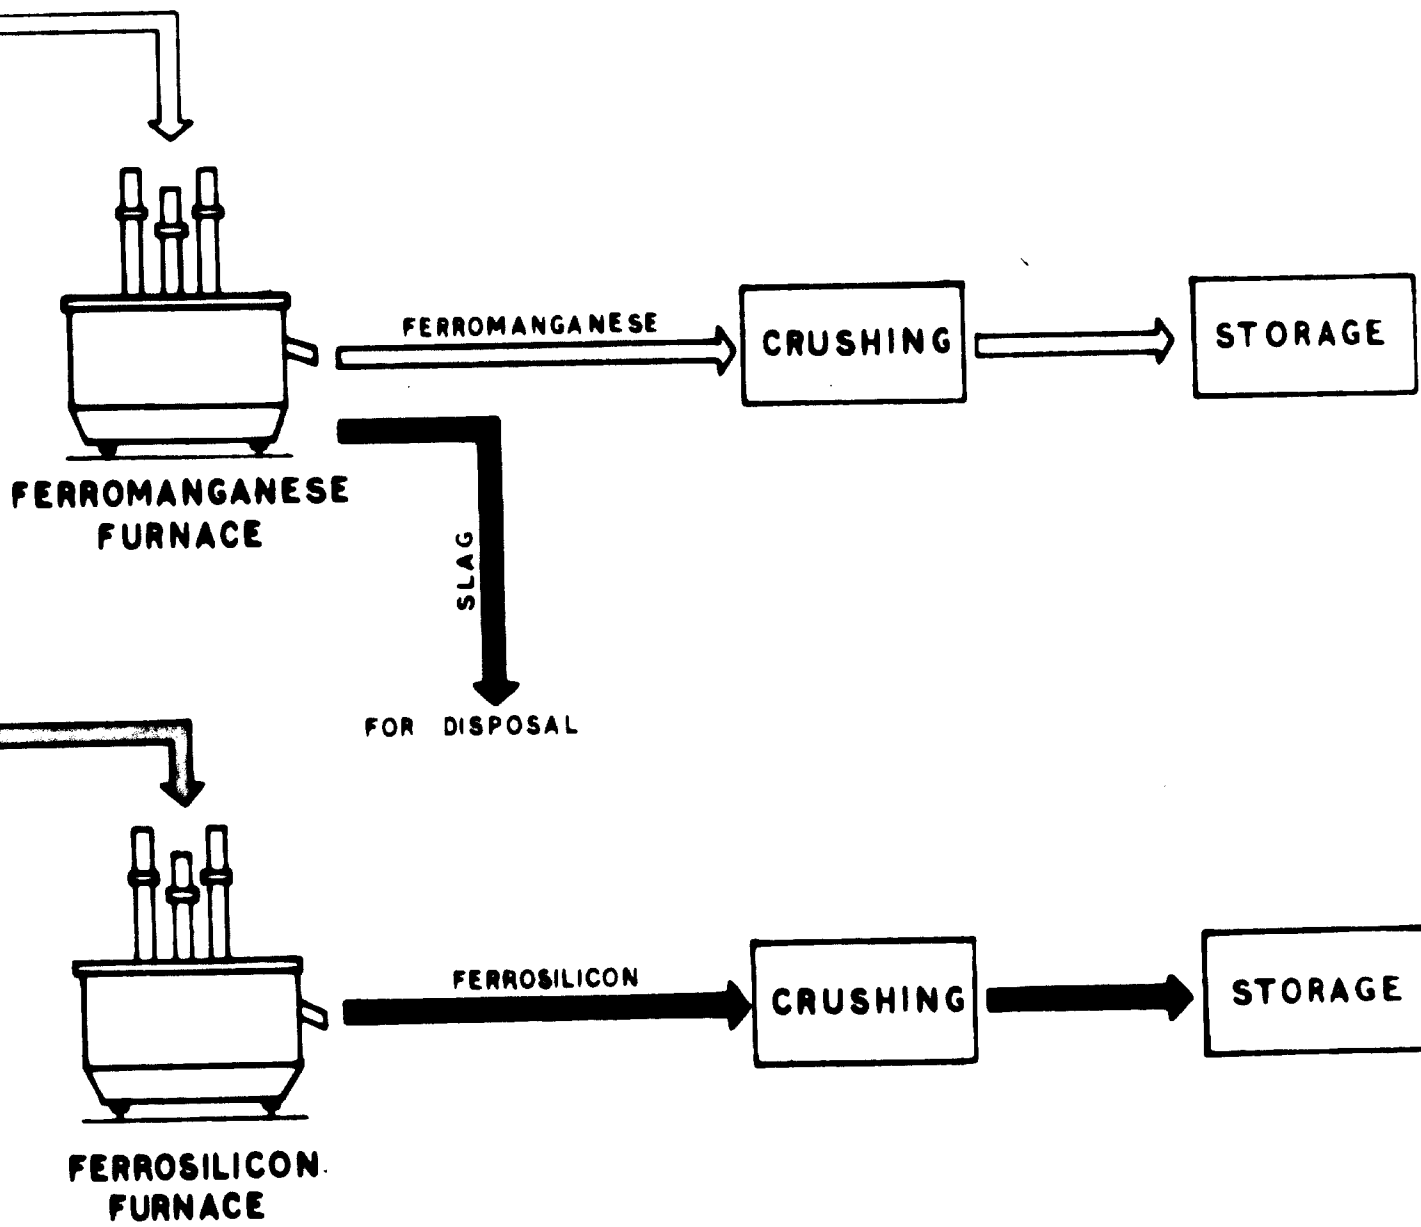 FERROMANGANESE
CRUSHING
STORAGE
FERROMANGANESE
FURNACE
SLAG
FOR DISPOSAL
FERROSILICON
CRUSHING
STORAGE
FERROSILICON
FURNACE